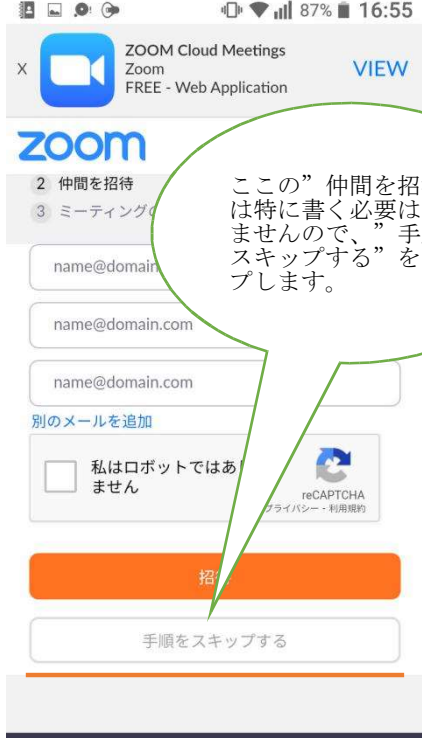 87% 16:55
X
ZOOM Cloud Meetings
Zoom
FREE - Web Application
VIEW
zoom
2 仲間を招待
3 ミーティング
ここの”仲間を招
は特に書く必要は
ませんので、”手
スキップする”を
プします。
name@domain
name@domain.com
name@domain.com
別のメールを追加
私はロボットではあり
ません
reCAPTCHA
プライバシー - 利用規約
招待
手順をスキップする